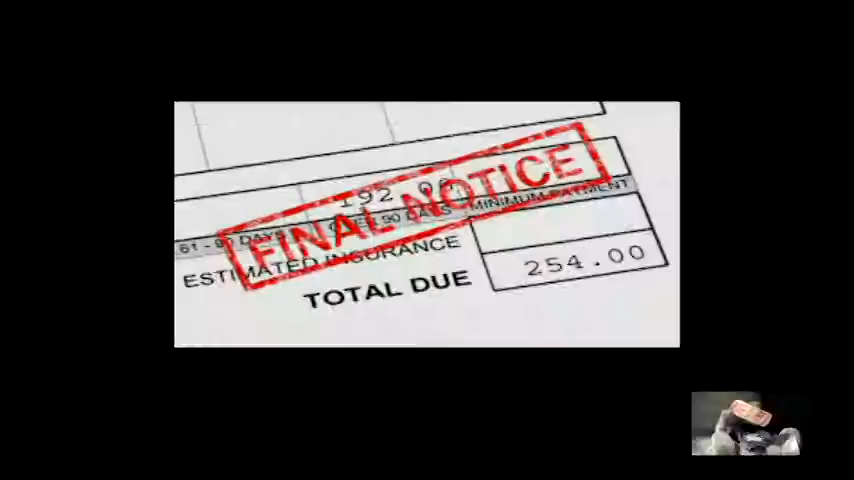 192.00
FINAL NOTICE
61 - 90 DAYS OVER 90 DAYS MINIMUM PAYMENT
ESTIMATED INSURANCE
TOTAL DUE 254.00